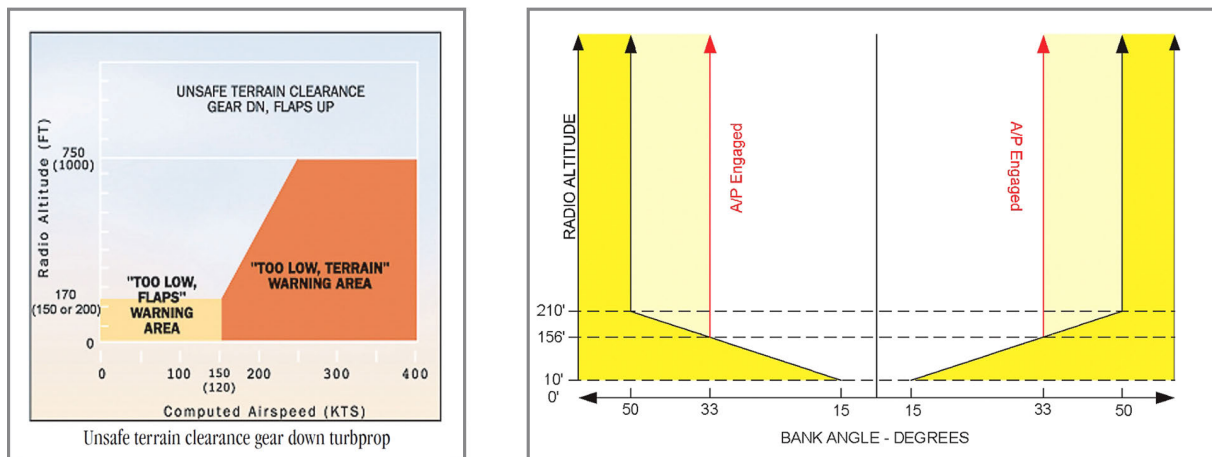 UNSAFE TERRAIN CLEARANCE
GEAR DN, FLAPS UP
Radio Altitude (FT)
750
(1000)
170
(150 or 200)
0
"TOO LOW,
FLAPS"
WARNING
AREA
"TOO LOW, TERRAIN"
WARNING AREA
0 100 150 200 300 400
(120)
Computed Airspeed (KTS)
Unsafe terrain clearance gear down turbprop
RADIO ALTITUDE
A/P Engaged
A/P Engaged
210'
156'
10'
0'
50 33 15 15 33 50
BANK ANGLE - DEGREES